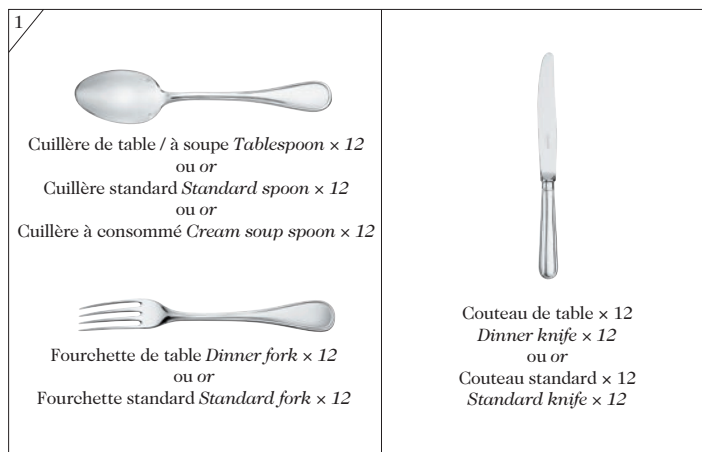 1
Cuillère de table / à soupe Tablespoon × 12
ou or
Cuillère standard Standard spoon × 12
ou or
Cuillère à consommé Cream soup spoon × 12
Fourchette de table Dinner fork × 12
ou or
Fourchette standard Standard fork × 12
Couteau de table × 12
Dinner knife × 12
ou or
Couteau standard × 12
Standard knife × 12